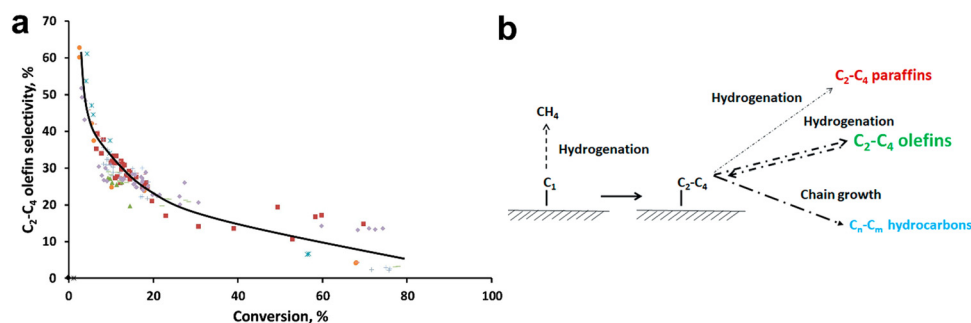 a
C₂-C₄ olefin selectivity, %
70
60
50
40
30
20
10
0
0
20
40
60
80
100
Conversion, %
b
C₂-C₄ paraffins
Hydrogenation
CH₄
Hydrogenation
Hydrogenation
C₂-C₄ olefins
C₁
C₂-C₄
Chain growth
Cₙ-Cₘ hydrocarbons